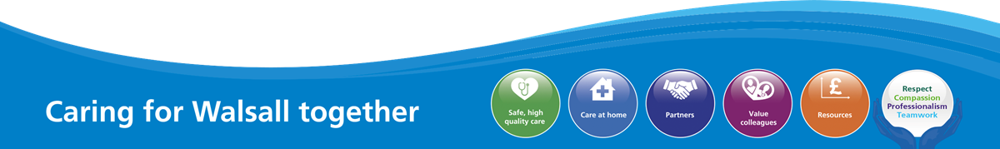 Caring for Walsall together
Safe, high
quality care
Care at home
Partners
Value
colleagues
£
Resources
Respect
Compassion
Professionalism
Teamwork